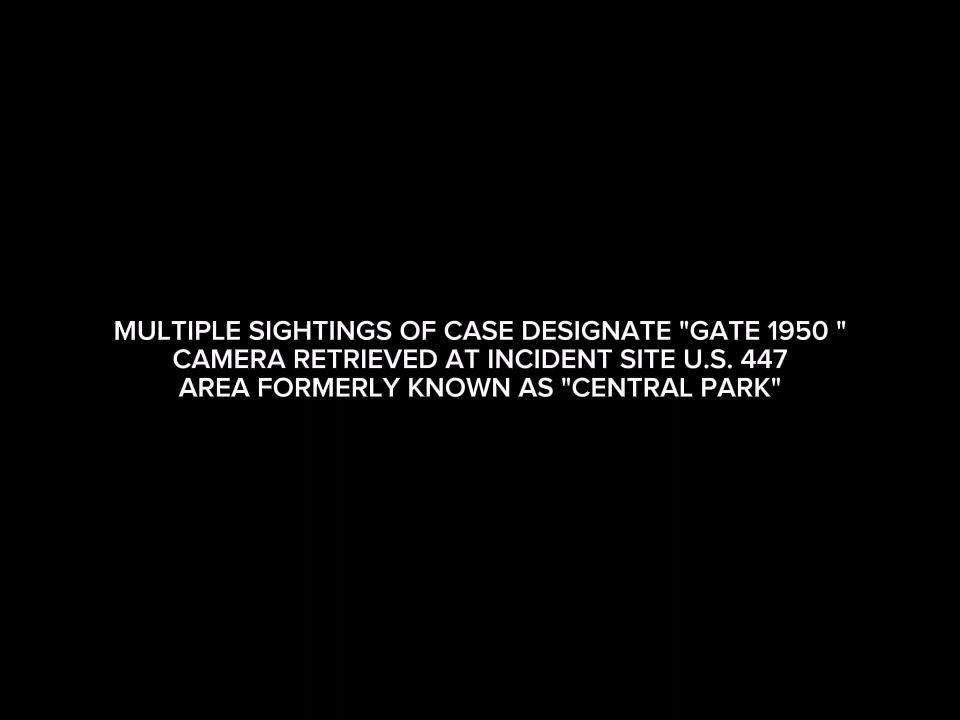 MULTIPLE SIGHTINGS OF CASE DESIGNATE "GATE 1950 "
CAMERA RETRIEVED AT INCIDENT SITE U.S. 447
AREA FORMERLY KNOWN AS "CENTRAL PARK"